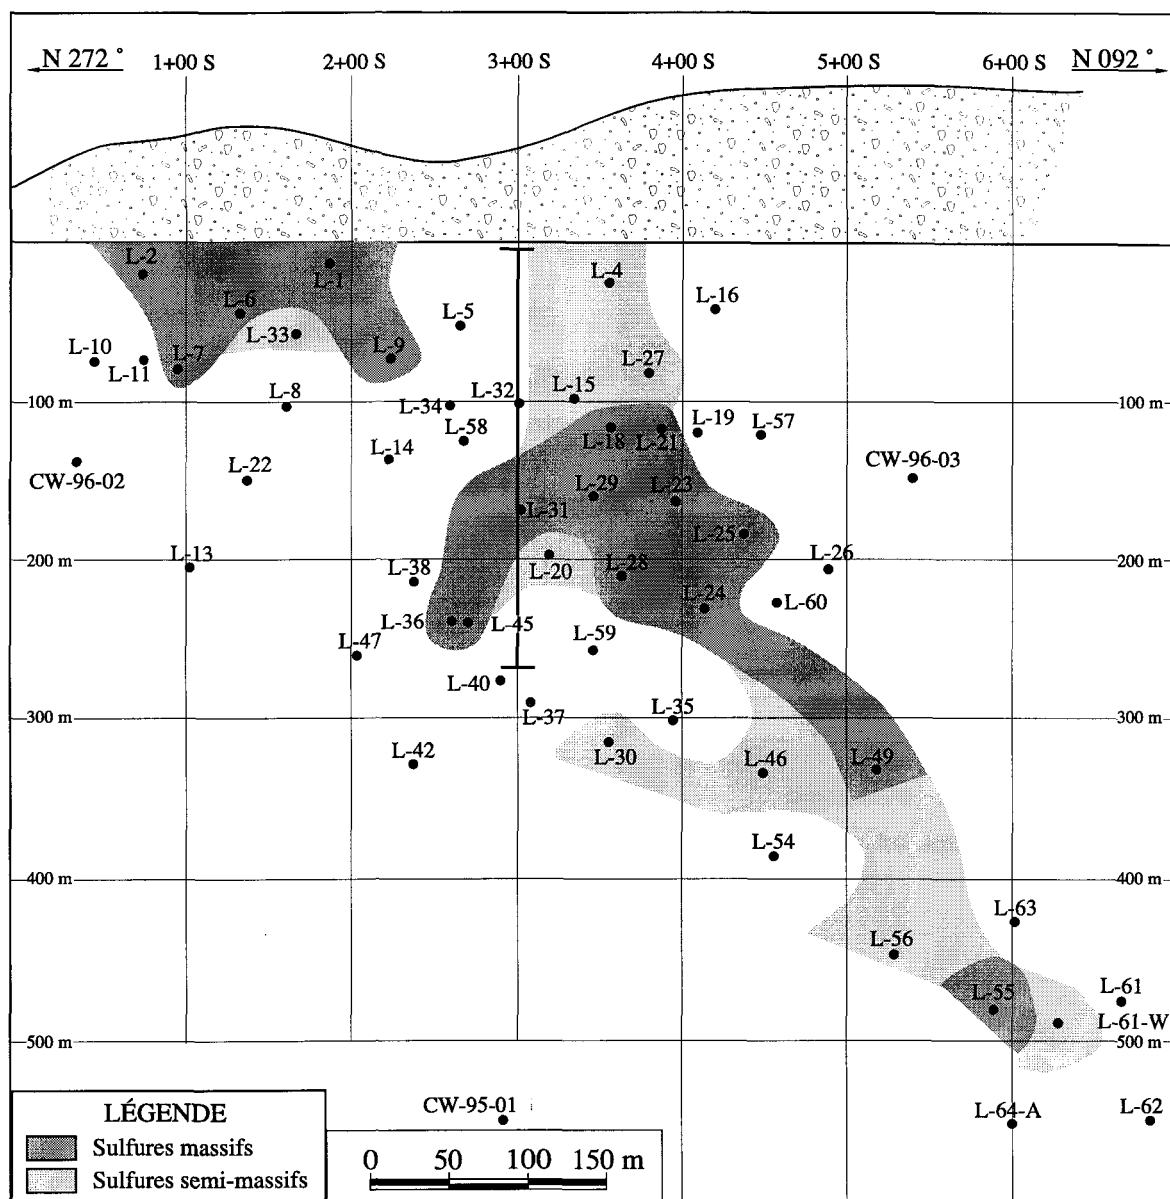 N 272 °
1+00 S
2+00 S
3+00 S
4+00 S
5+00 S
6+00 S
N 092 °
L-2
L-1
L-4
L-16
L-6
L-5
L-33
L-10
L-11
L-7
L-9
L-27
L-8
L-34
L-32
L-15
100 m
100 m
L-58
L-18
L-21
L-19
L-57
L-14
L-22
CW-96-02
CW-96-03
L-29
L-23
L-31
L-25
L-13
L-38
L-20
L-28
L-26
200 m
200 m
L-24
L-60
L-36
L-45
L-47
L-59
L-40
L-37
L-35
300 m
300 m
L-42
L-30
L-46
L-49
L-54
400 m
400 m
L-63
L-56
L-55
L-61
L-61-W
500 m
500 m
CW-95-01
L-64-A
L-62
LÉGENDE
Sulfures massifs
Sulfures semi-massifs
0 50 100 150 m